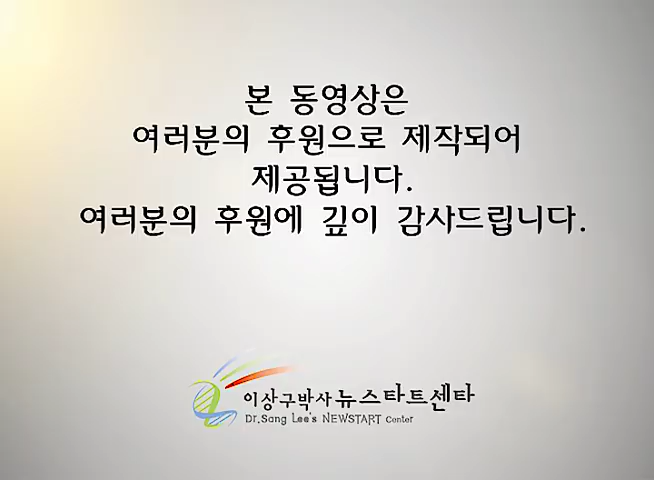 본 동영상은
여러분의 후원으로 제작되어
제공됩니다.
여러분의 후원에 깊이 감사드립니다.
이상구박사 뉴스타트센타
Dr.Sang Lee's NEWSTART Center